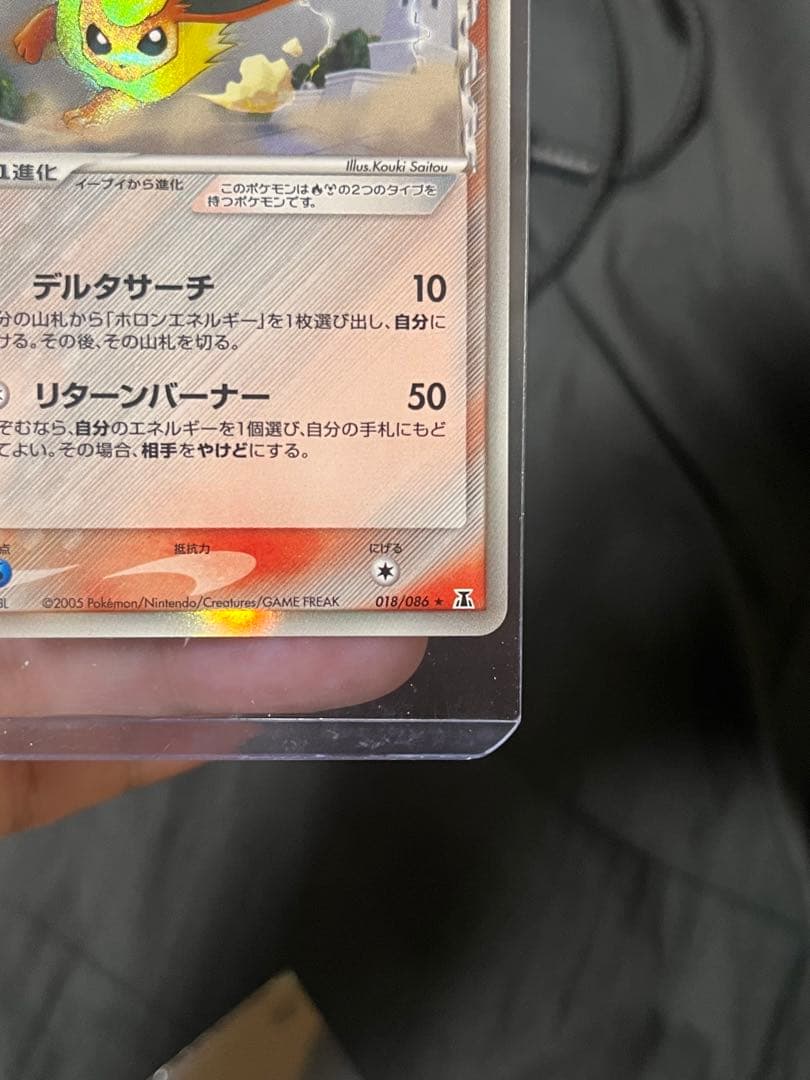 1進化
イーブイから進化
Illus.Kouki Saitou
このポケモンはの2つのタイプを
持つポケモンです。
デルタサーチ 10
分の山札から「ホロンエネルギー」を1枚選び出し、自分に
ける。その後、その山札を切る。
リターンバーナー 50
ぞむなら、自分のエネルギーを1個選び、自分の手札にもど
てよい。その場合、相手をやけどにする。
点 抵抗力 にげる
BL ©2005 Pokémon/Nintendo/Creatures/GAME FREAK 018/086 ★